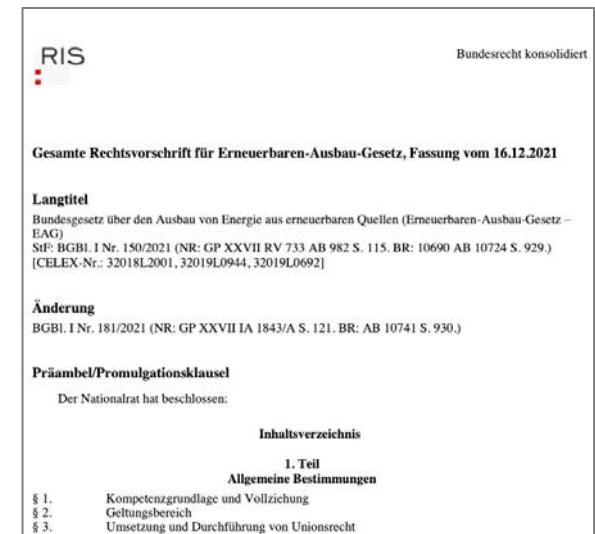 RIS
Bundesrecht konsolidiert
Gesamte Rechtsvorschrift für Erneuerbaren-Ausbau-Gesetz, Fassung vom 16.12.2021
Langtitel
Bundesgesetz über den Ausbau von Energie aus erneuerbaren Quellen (Erneuerbaren-Ausbau-Gesetz –
EAG)
StF: BGBl. I Nr. 150/2021 (NR: GP XXVII RV 733 AB 982 S. 115. BR: 10690 AB 10724 S. 929.)
[CELEX-Nr.: 32018L2001, 32019L0944, 32019L0692]
Änderung
BGBl. I Nr. 181/2021 (NR: GP XXVII IA 1843/A S. 121. BR: AB 10741 S. 930.)
Präambel/Promulgationsklausel
Der Nationalrat hat beschlossen:
Inhaltsverzeichnis
1. Teil
Allgemeine Bestimmungen
§ 1. Kompetenzgrundlage und Vollziehung
§ 2. Geltungsbereich
§ 3. Umsetzung und Durchführung von Unionsrecht